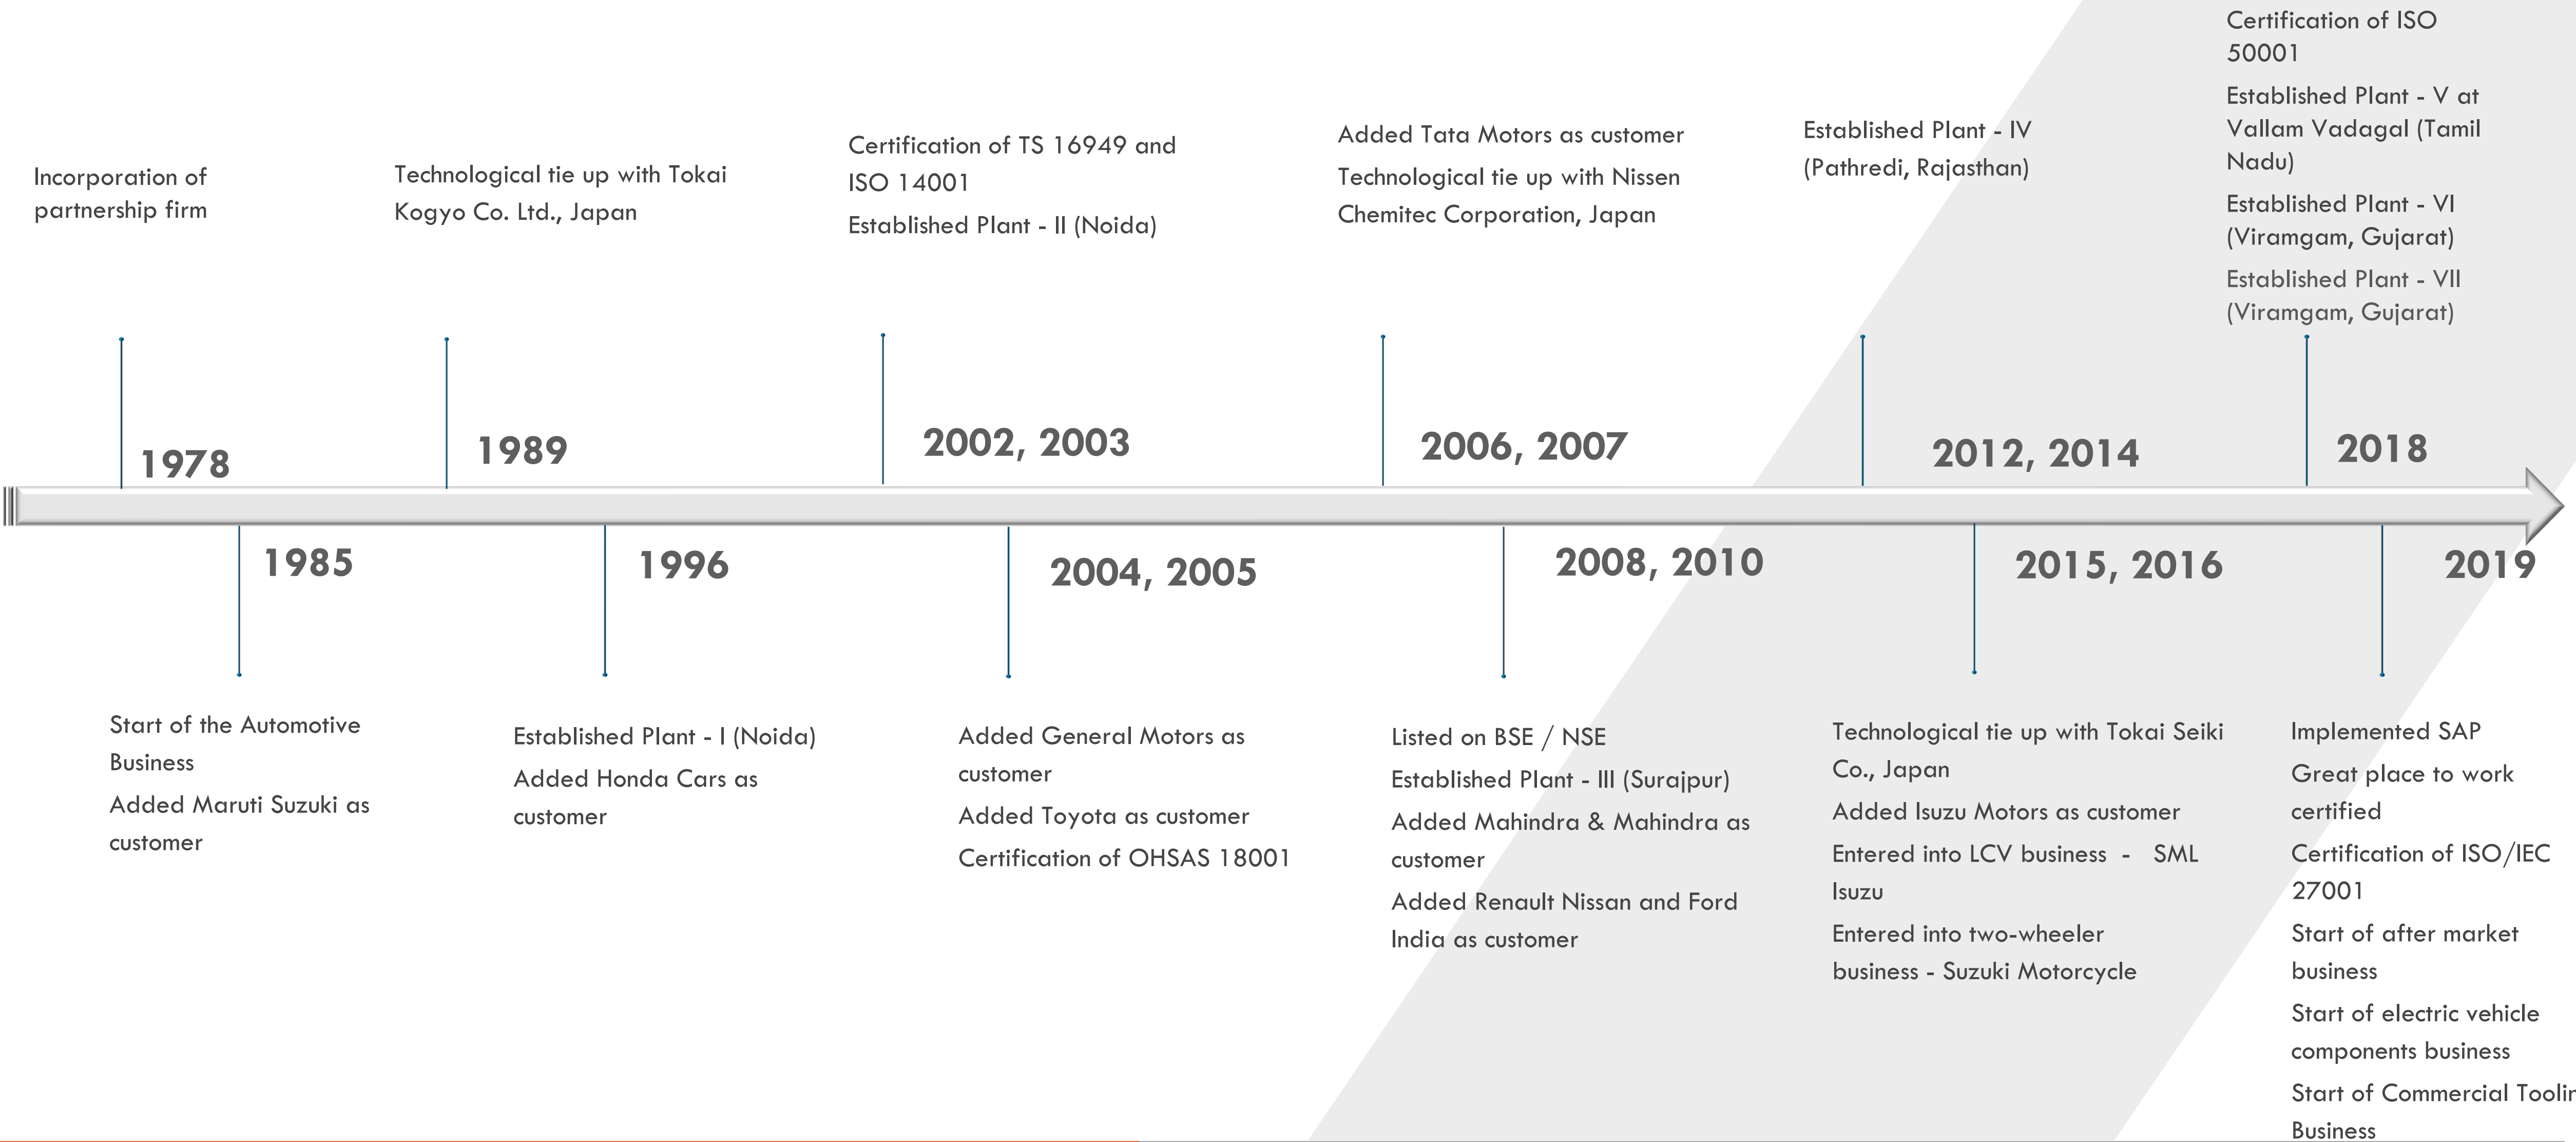 Incorporation of
partnership firm
1978
Start of the Automotive
Business
Added Maruti Suzuki as
customer
1985
Technological tie up with Tokai
Kogyo Co. Ltd., Japan
1989
Established Plant - I (Noida)
Added Honda Cars as
customer
1996
Certification of TS 16949 and
ISO 14001
Established Plant - II (Noida)
2002, 2003
Added General Motors as
customer
Added Toyota as customer
Certification of OHSAS 18001
2004, 2005
Added Tata Motors as customer
Technological tie up with Nissen
Chemitec Corporation, Japan
2006, 2007
Listed on BSE / NSE
Established Plant - III (Surajpur)
Added Mahindra & Mahindra as
customer
Added Renault Nissan and Ford
India as customer
2008, 2010
Established Plant - IV
(Pathredi, Rajasthan)
2012, 2014
Technological tie up with Tokai Seiki
Co., Japan
Added Isuzu Motors as customer
Entered into LCV business - SML
Isuzu
Entered into two-wheeler
business - Suzuki Motorcycle
2015, 2016
Certification of ISO
50001
Established Plant - V at
Vallam Vadagal (Tamil
Nadu)
Established Plant - VI
(Viramgam, Gujarat)
Established Plant - VII
(Viramgam, Gujarat)
2018
Implemented SAP
Great place to work
certified
Certification of ISO/IEC
27001
Start of after market
business
Start of electric vehicle
components business
Start of Commercial Toolin
Business
2019